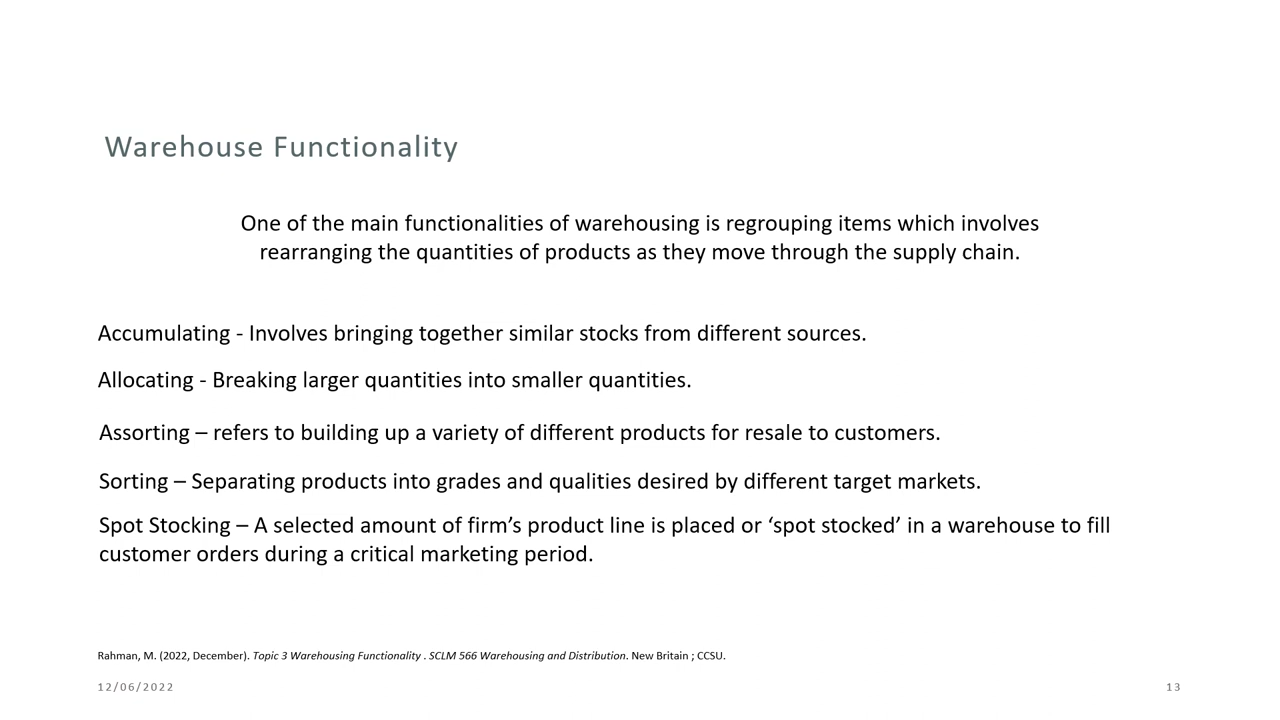 Warehouse Functionality
One of the main functionalities of warehousing is regrouping items which involves
rearranging the quantities of products as they move through the supply chain.
Accumulating - Involves bringing together similar stocks from different sources.
Allocating - Breaking larger quantities into smaller quantities.
Assorting – refers to building up a variety of different products for resale to customers.
Sorting – Separating products into grades and qualities desired by different target markets.
Spot Stocking – A selected amount of firm’s product line is placed or ‘spot stocked’ in a warehouse to fill
customer orders during a critical marketing period.
Rahman, M. (2022, December). Topic 3 Warehousing Functionality . SCLM 566 Warehousing and Distribution. New Britain ; CCSU.
12/06/2022
13